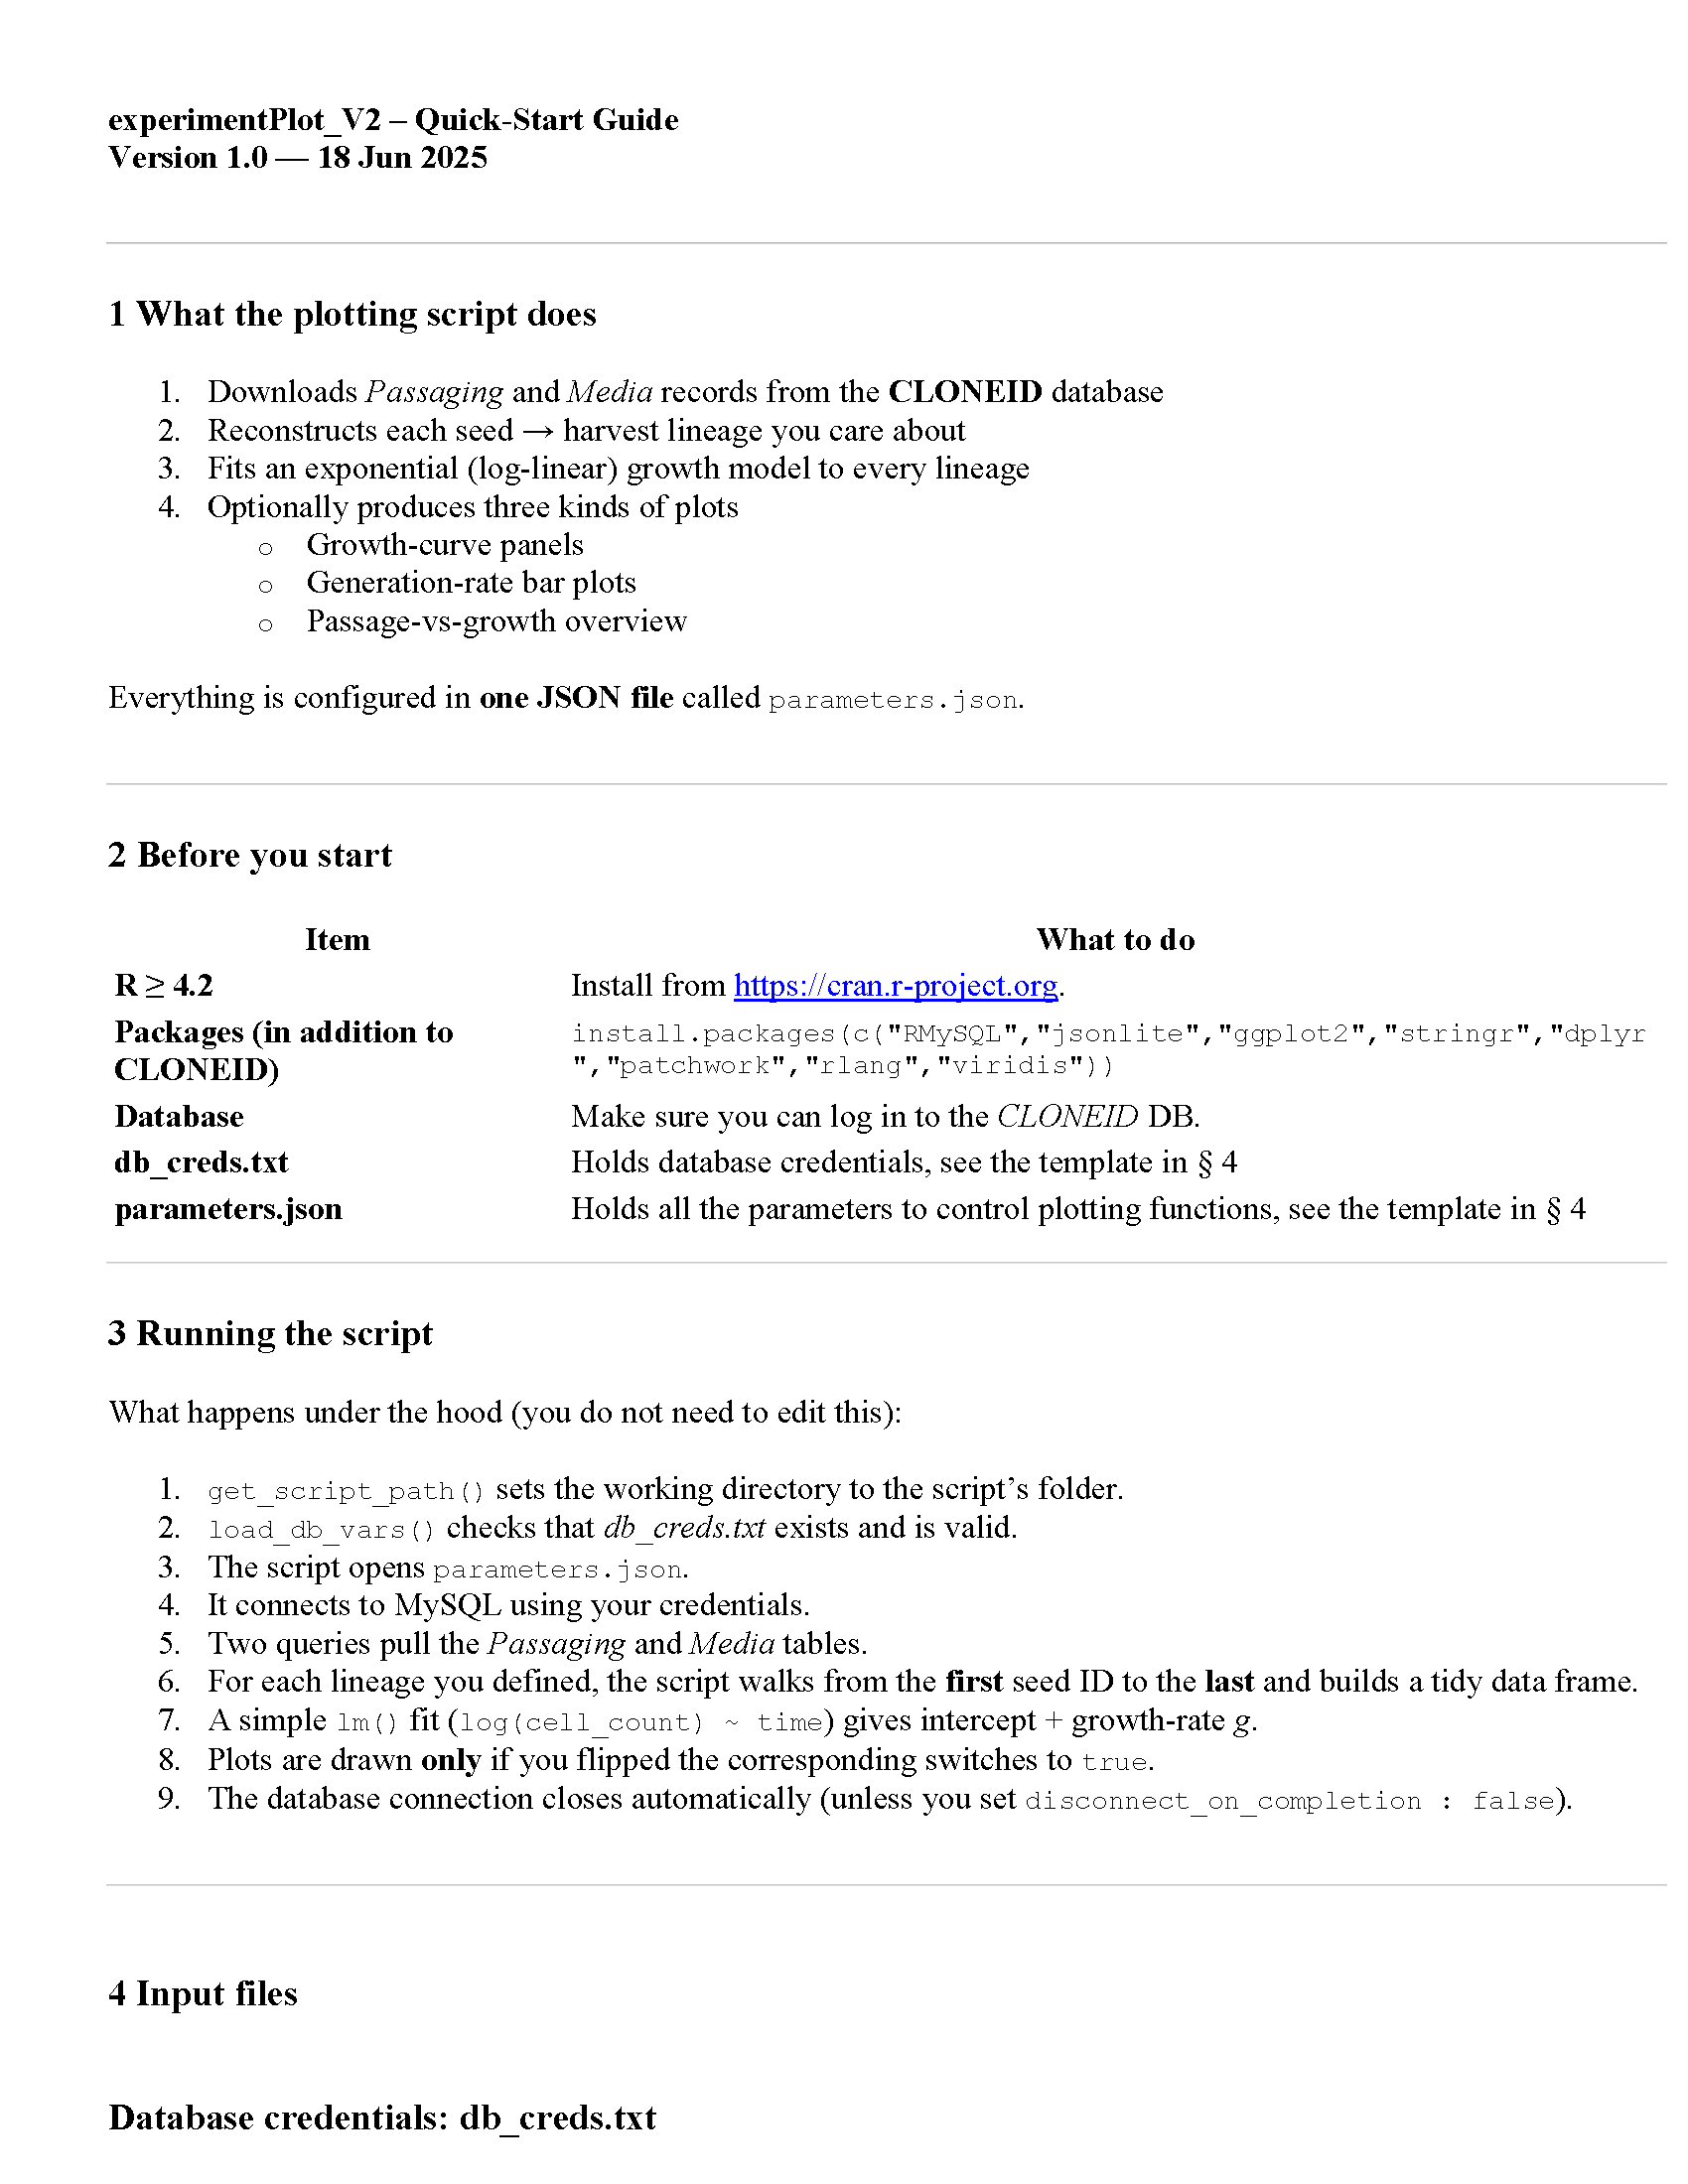 experimentPlot_V2 – Quick-Start Guide
Version 1.0 — 18 Jun 2025
1 What the plotting script does
1. Downloads Passaging and Media records from the CLONEID database
2. Reconstructs each seed → harvest lineage you care about
3. Fits an exponential (log-linear) growth model to every lineage
4. Optionally produces three kinds of plots
o Growth-curve panels
o Generation-rate bar plots
o Passage-vs-growth overview
Everything is configured in one JSON file called parameters.json.
2 Before you start
Item What to do
R ≥ 4.2 Install from https://cran.r-project.org.
Packages (in addition to install.packages(c("RMySQL","jsonlite","ggplot2","stringr","dplyr
CLONEID) ","patchwork","rlang","viridis"))
Database Make sure you can log in to the CLONEID DB.
db_creds.txt Holds database credentials, see the template in § 4
parameters.json Holds all the parameters to control plotting functions, see the template in § 4
3 Running the script
What happens under the hood (you do not need to edit this):
1. get_script_path() sets the working directory to the script’s folder.
2. load_db_vars() checks that db_creds.txt exists and is valid.
3. The script opens parameters.json.
4. It connects to MySQL using your credentials.
5. Two queries pull the Passaging and Media tables.
6. For each lineage you defined, the script walks from the first seed ID to the last and builds a tidy data frame.
7. A simple lm() fit (log(cell_count) ~ time) gives intercept + growth-rate g.
8. Plots are drawn only if you flipped the corresponding switches to true.
9. The database connection closes automatically (unless you set disconnect_on_completion : false).
4 Input files
Database credentials: db_creds.txt